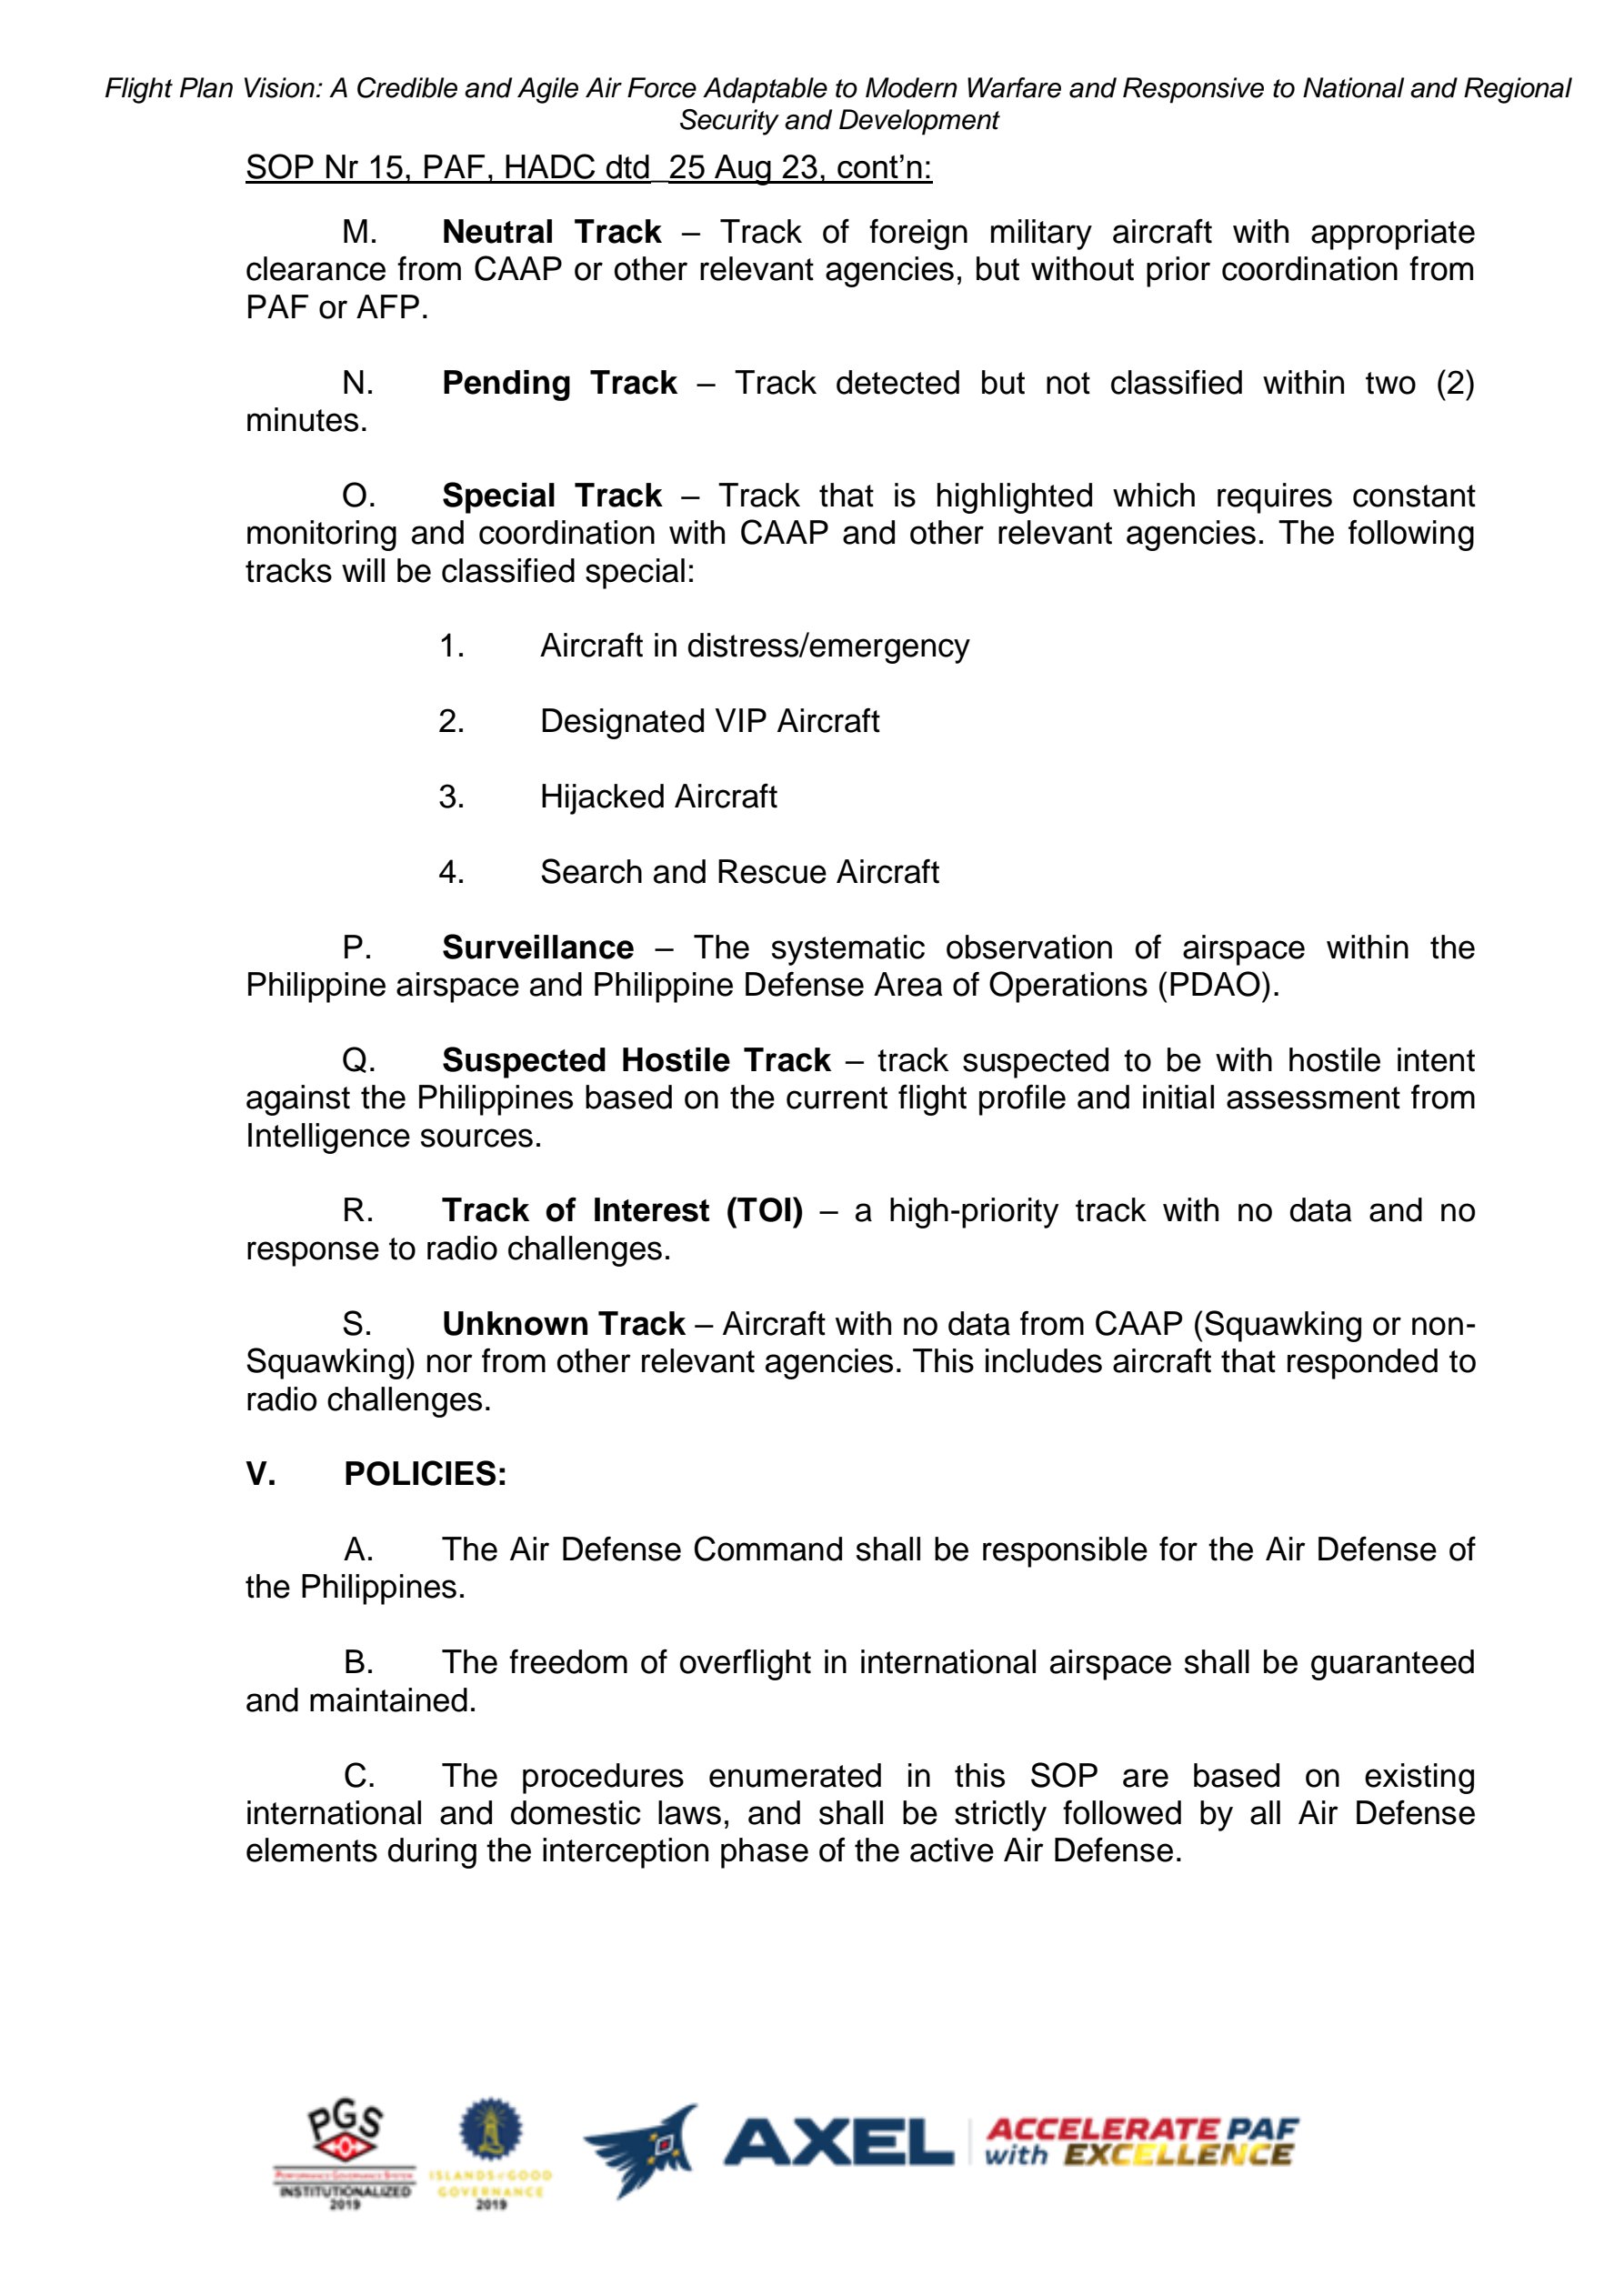 Flight Plan Vision: A Credible and Agile Air Force Adaptable to Modern Warfare and Responsive to National and Regional
Security and Development
SOP Nr 15, PAF, HADC dtd_25 Aug 23, cont’n:
M. Neutral Track – Track of foreign military aircraft with appropriate
clearance from CAAP or other relevant agencies, but without prior coordination from
PAF or AFP.
N. Pending Track – Track detected but not classified within two (2)
minutes.
O. Special Track – Track that is highlighted which requires constant
monitoring and coordination with CAAP and other relevant agencies. The following
tracks will be classified special:
1. Aircraft in distress/emergency
2. Designated VIP Aircraft
3. Hijacked Aircraft
4. Search and Rescue Aircraft
P. Surveillance – The systematic observation of airspace within the
Philippine airspace and Philippine Defense Area of Operations (PDAO).
Q. Suspected Hostile Track – track suspected to be with hostile intent
against the Philippines based on the current flight profile and initial assessment from
Intelligence sources.
R. Track of Interest (TOI) – a high-priority track with no data and no
response to radio challenges.
S. Unknown Track – Aircraft with no data from CAAP (Squawking or non-
Squawking) nor from other relevant agencies. This includes aircraft that responded to
radio challenges.
V. POLICIES:
A. The Air Defense Command shall be responsible for the Air Defense of
the Philippines.
B. The freedom of overflight in international airspace shall be guaranteed
and maintained.
C. The procedures enumerated in this SOP are based on existing
international and domestic laws, and shall be strictly followed by all Air Defense
elements during the interception phase of the active Air Defense.
PGS
PERFORMANCE GOVERNANCE SYSTEM
INSTITUTIONALIZED
2019
ISLANDS of GOOD
GOVERNANCE
2019
AXEL
ACCELERATE PAF
with EXCELLENCE